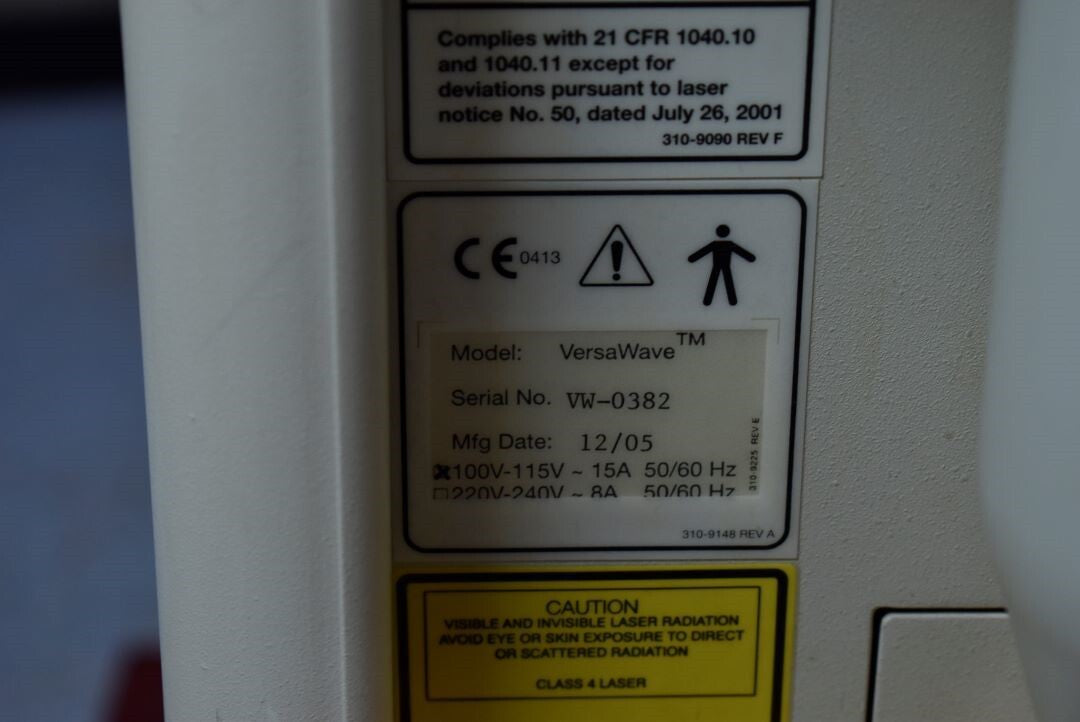 Complies with 21 CFR 1040.10
and 1040.11 except for
deviations pursuant to laser
notice No. 50, dated July 26, 2001
310-9090 REV F
CE 0413
Model: VersaWave™
Serial No. VW-0382
Mfg Date: 12/05
100V-115V ~ 15A 50/60 Hz
220V-240V ~ 8A 50/60 Hz
310-9225 REV E
310-9148 REV A
CAUTION
VISIBLE AND INVISIBLE LASER RADIATION
AVOID EYE OR SKIN EXPOSURE TO DIRECT
OR SCATTERED RADIATION
CLASS 4 LASER